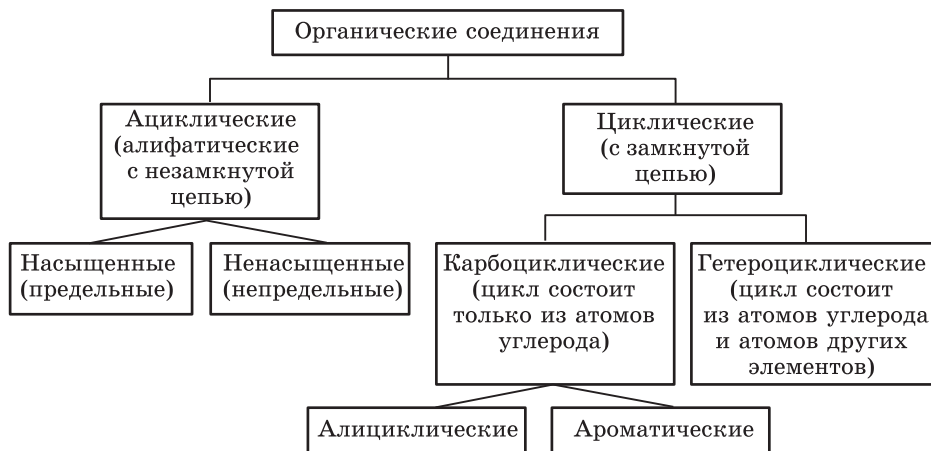 Органические соединения
Ациклические
(алифатические
с незамкнутой
цепью)
Циклические
(с замкнутой
цепью)
Насыщенные
(предельные)
Ненасыщенные
(непредельные)
Карбоциклические
(цикл состоит
только из атомов
углерода)
Гетероциклические
(цикл состоит
из атомов углерода
и атомов других
элементов)
Алициклические
Ароматические